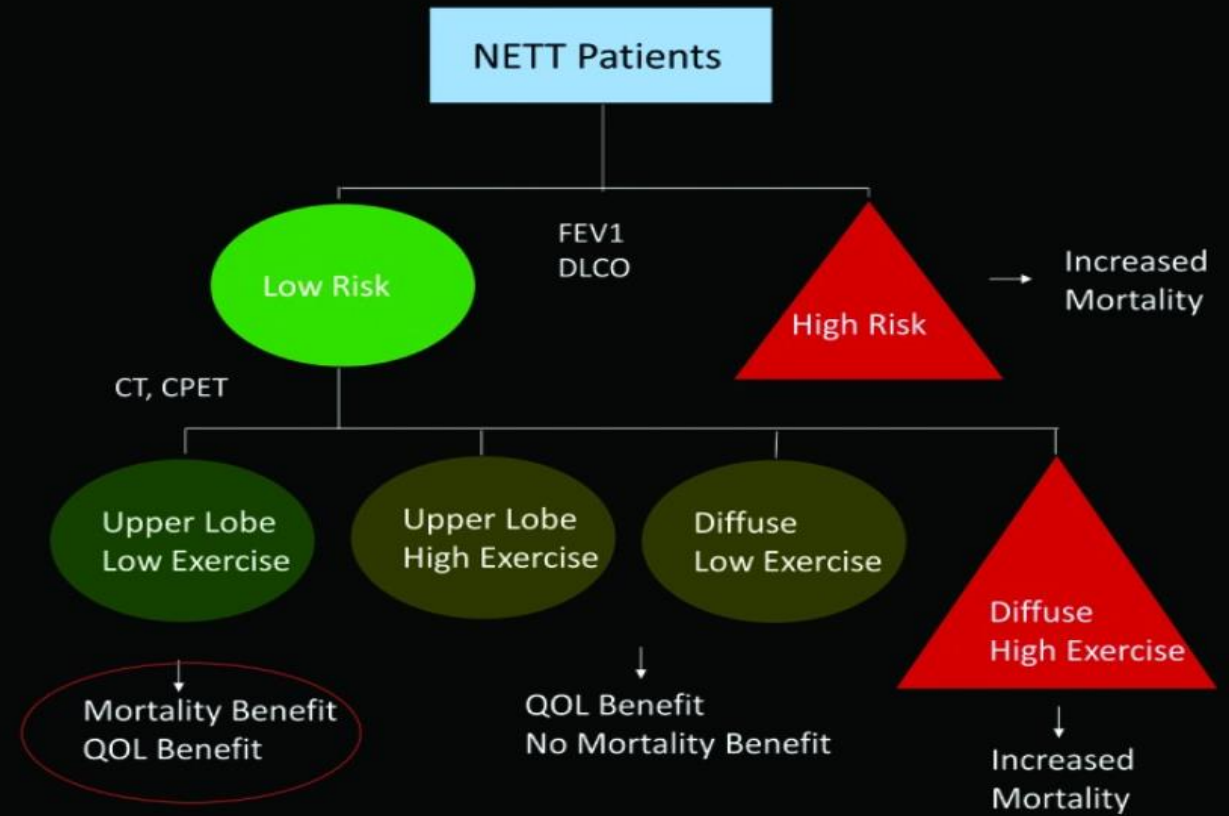 NETT Patients
FEV1
DLCO
Low Risk
High Risk
Increased
Mortality
CT, CPET
Upper Lobe
Low Exercise
Upper Lobe
High Exercise
Diffuse
Low Exercise
Diffuse
High Exercise
Mortality Benefit
QOL Benefit
QOL Benefit
No Mortality Benefit
Increased
Mortality